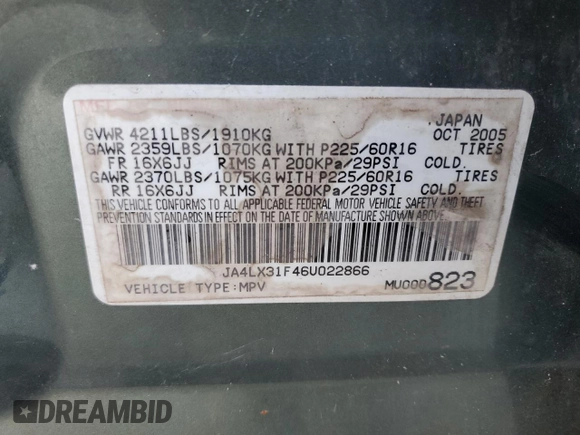 JAPAN
GVWR 4211LBS/1910KG OCT 2005
GAWR 2359LBS/1070KG WITH P225/60R16 TIRES
FR 16X6JJ RIMS AT 200KPa/29PSI COLD.
GAWR 2370LBS/1075KG WITH P225/60R16 TIRES
RR 16X6JJ RIMS AT 200KPa/29PSI COLD.
THIS VEHICLE CONFORMS TO ALL APPLICABLE FEDERAL MOTOR VEHICLE SAFETY AND THEFT
PREVENTION STANDARDS IN EFFECT ON THE DATE OF MANUFACTURE SHOWN ABOVE.
JA4LX31F46U022866
VEHICLE TYPE:MPV MU00D823
DREAMBID